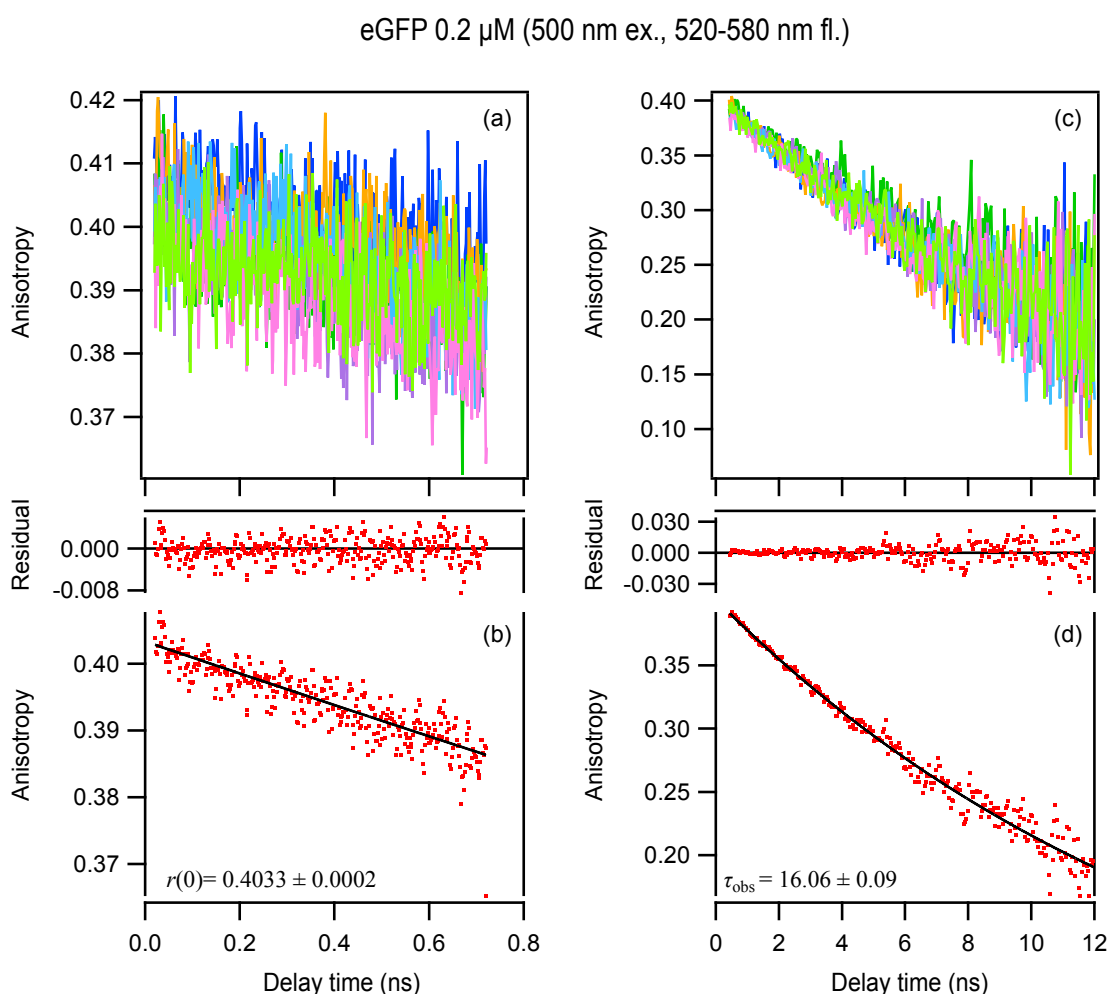 eGFP 0.2 µM (500 nm ex., 520-580 nm fl.)
(a)
0.42
0.41
0.40
0.39
0.38
0.37
Anisotropy
Residual
0.000
-0.008
(b)
0.40
0.39
0.38
0.37
Anisotropy
r(0)= 0.4033 ± 0.0002
0.0 0.2 0.4 0.6 0.8
Delay time (ns)
(c)
0.40
0.35
0.30
0.25
0.20
0.15
0.10
Anisotropy
Residual
0.030
0.000
-0.030
(d)
0.35
0.30
0.25
0.20
Anisotropy
τobs = 16.06 ± 0.09
0 2 4 6 8 10 12
Delay time (ns)